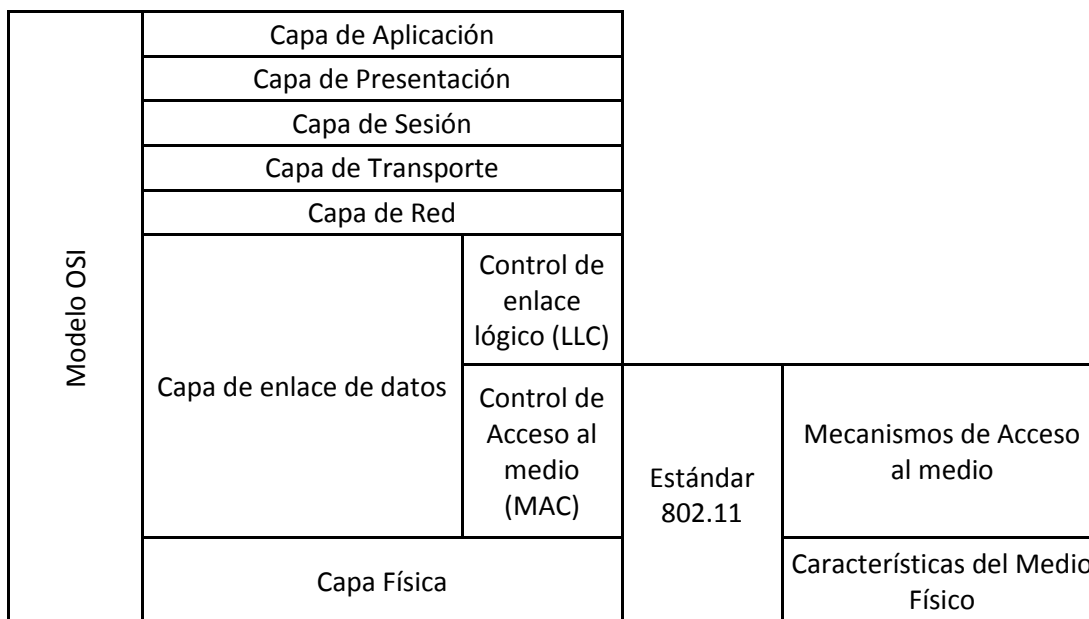 Modelo OSI
Capa de Aplicación
Capa de Presentación
Capa de Sesión
Capa de Transporte
Capa de Red
Capa de enlace de datos
Control de
enlace
lógico (LLC)
Control de
Acceso al
medio
(MAC)
Estándar
802.11
Mecanismos de Acceso
al medio
Capa Física
Características del Medio
Físico